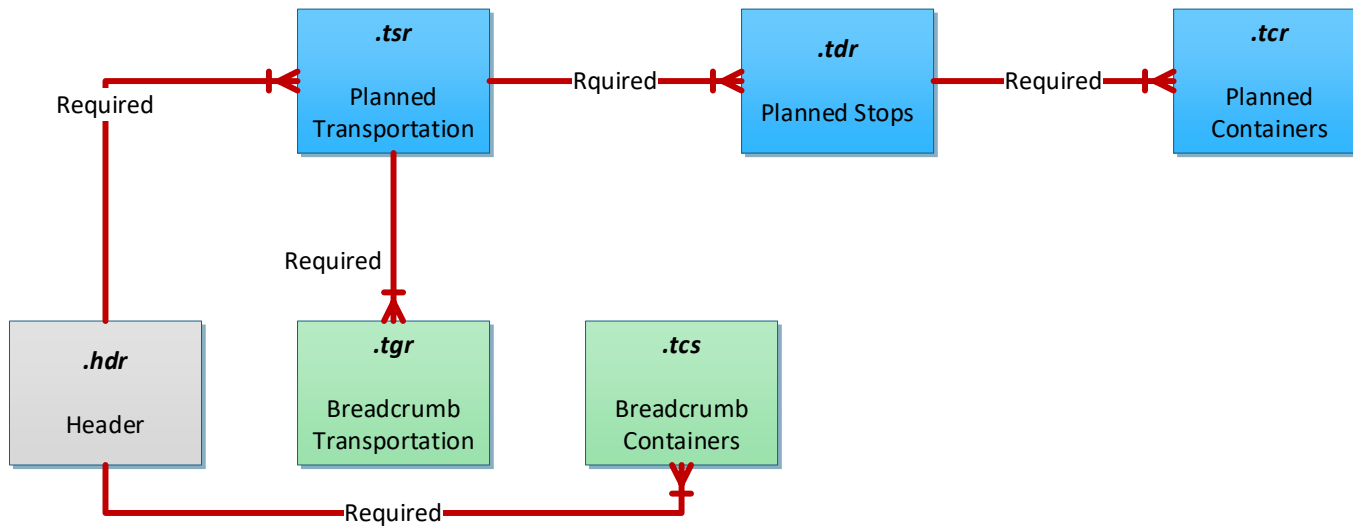 .tsr
Planned
Transportation
Rquired
.tdr
Planned Stops
Required
.tcr
Planned
Containers
Required
Required
.hdr
Header
.tgr
Breadcrumb
Transportation
.tcs
Breadcrumb
Containers
Required